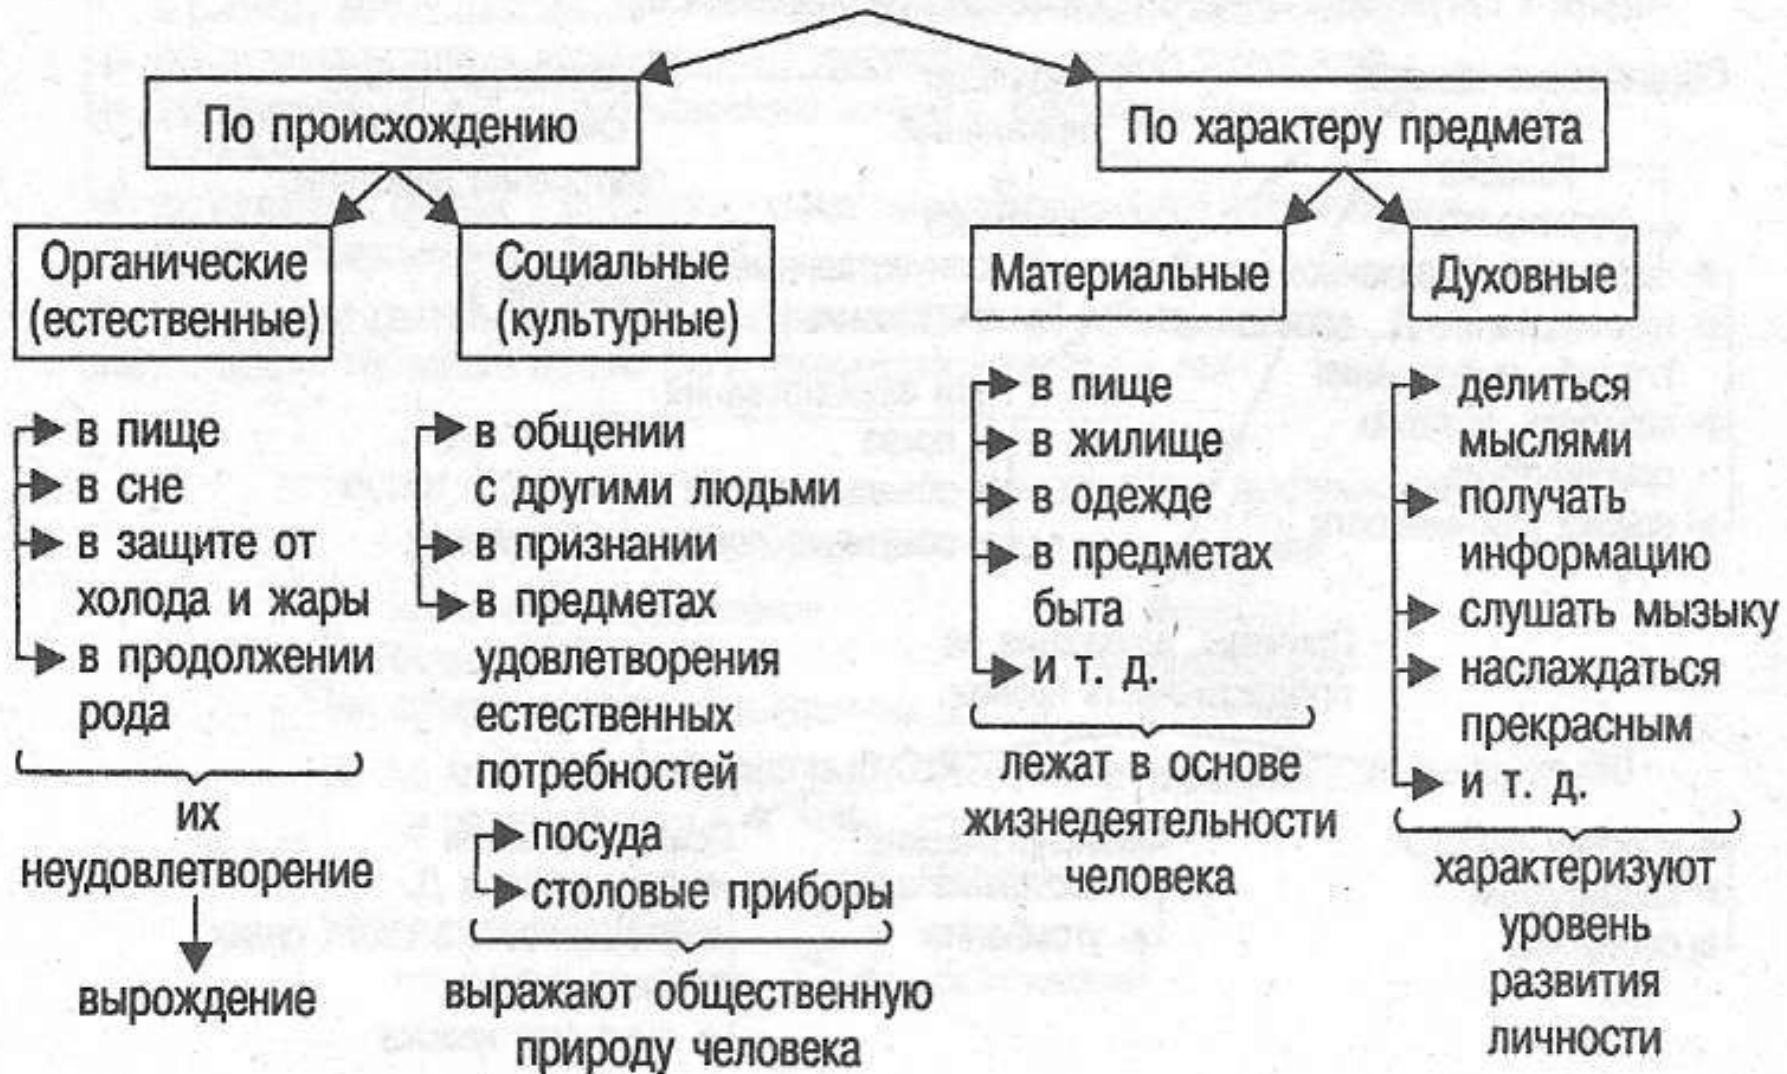 По происхождению
По характеру предмета
Органические
(естественные)
Социальные
(культурные)
Материальные
Духовные
в пище
в сне
в защите от
холода и жары
в продолжении
рода
их
неудовлетворение
вырождение
в общении
с другими людьми
в признании
в предметах
удовлетворения
естественных
потребностей
посуда
столовые приборы
выражают общественную
природу человека
в пище
в жилище
в одежде
в предметах
быта
и т. д.
лежат в основе
жизнедеятельности
человека
делиться
мыслями
получать
информацию
слушать мызыку
наслаждаться
прекрасным
и т. д.
характеризуют
уровень
развития
личности